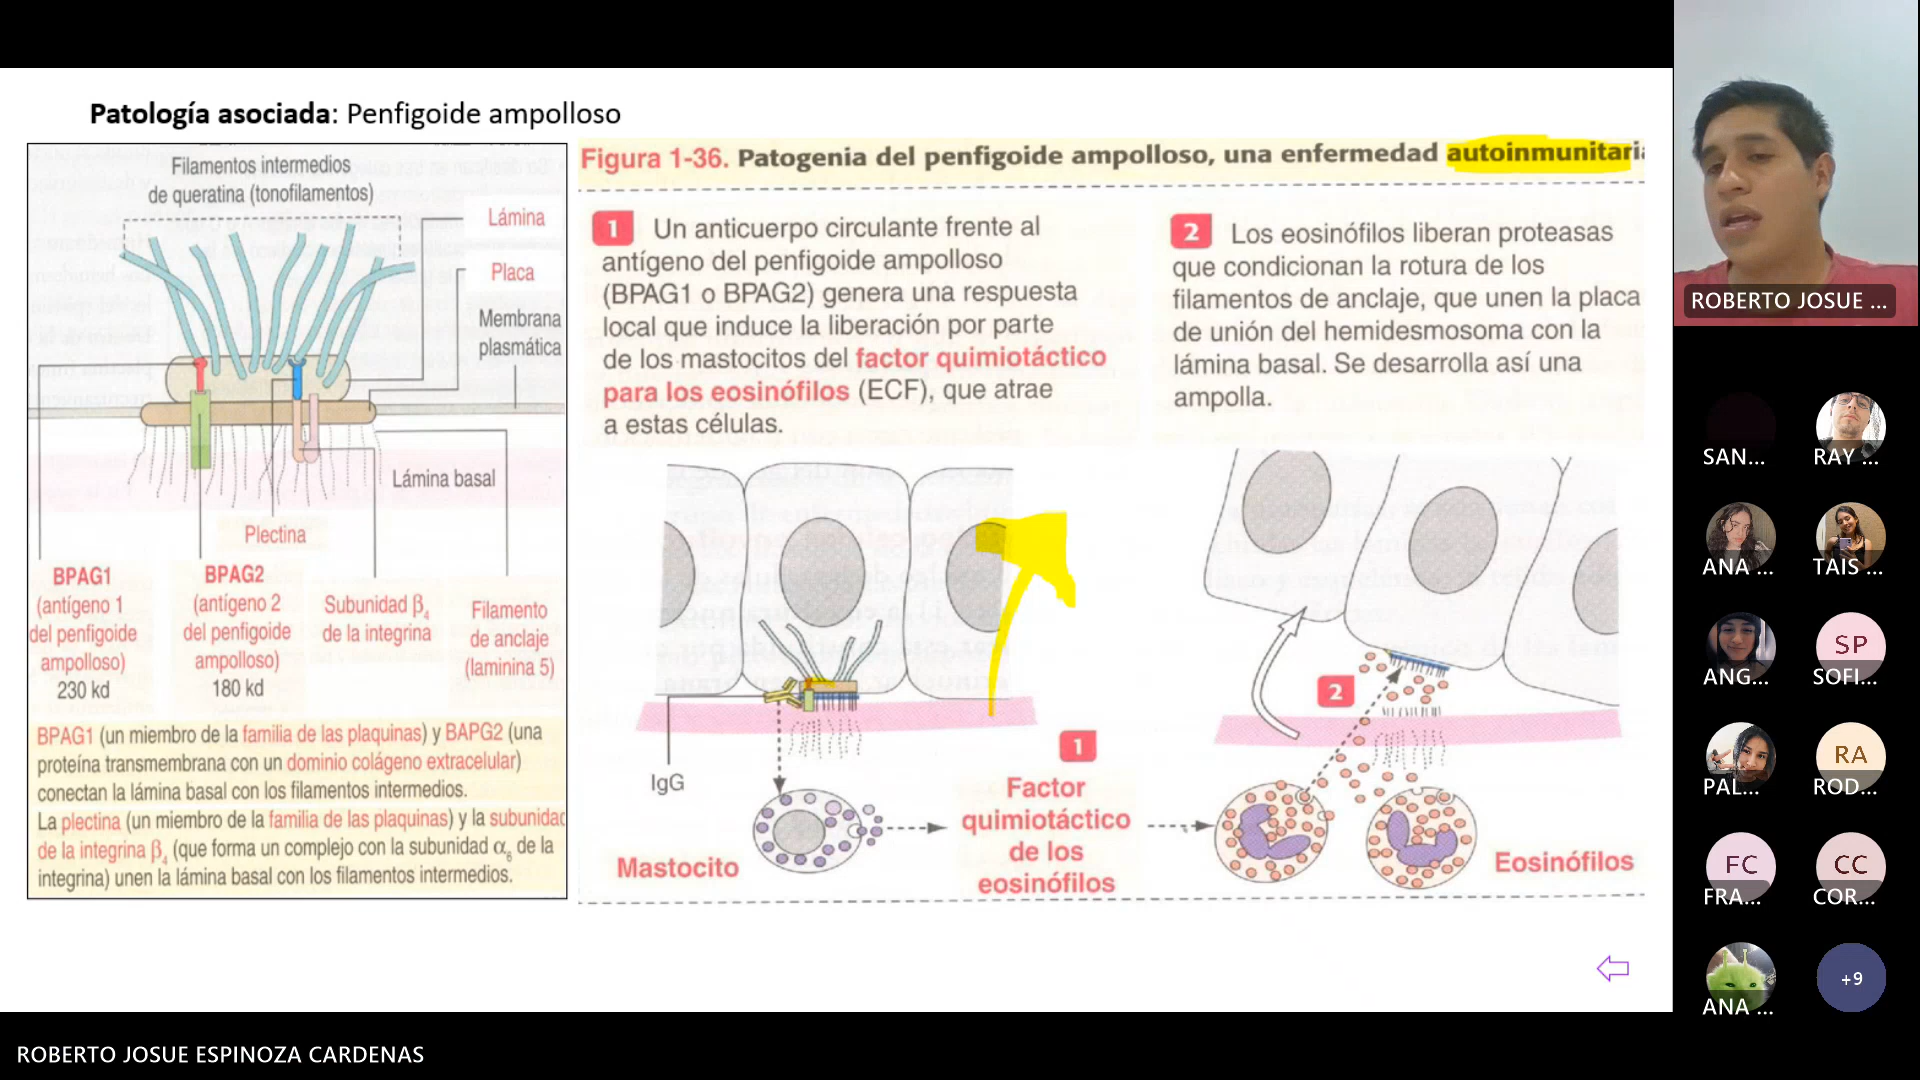 Patología asociada: Penfigoide ampolloso
Filamentos intermedios
de queratina (tonofilamentos)
Lámina
Placa
Membrana
plasmática
Lámina basal
Plectina
BPAG1
(antígeno 1
del penfigoide
ampolloso)
230 kd
BPAG2
(antígeno 2
del penfigoide
ampolloso)
180 kd
Subunidad β4
de la integrina
Filamento
de anclaje
(laminina 5)
BPAG1 (un miembro de la familia de las plaquinas) y BAPG2 (una
proteína transmembrana con un dominio colágeno extracelular)
conectan la lámina basal con los filamentos intermedios.
La plectina (un miembro de la familia de las plaquinas) y la subunidad
de la integrina β4 (que forma un complejo con la subunidad α6 de la
integrina) unen la lámina basal con los filamentos intermedios.
Figura 1-36. Patogenia del penfigoide ampolloso, una enfermedad autoinmunitari
1 Un anticuerpo circulante frente al
antígeno del penfigoide ampolloso
(BPAG1 o BPAG2) genera una respuesta
local que induce la liberación por parte
de los mastocitos del factor quimiotáctico
para los eosinófilos (ECF), que atrae
a estas células.
2 Los eosinófilos liberan proteasas
que condicionan la rotura de los
filamentos de anclaje, que unen la placa
de unión del hemidesmosoma con la
lámina basal. Se desarrolla así una
ampolla.
IgG
Mastocito
1
Factor
quimiotáctico
de los
eosinófilos
2
Eosinófilos
ROBERTO JOSUE ...
SAN...
RAY ...
ANA ...
TAIS ...
ANG...
SP
SOFI...
PAL...
RA
ROD...
FC
FRA...
CC
COR...
ANA ...
+9
ROBERTO JOSUE ESPINOZA CARDENAS